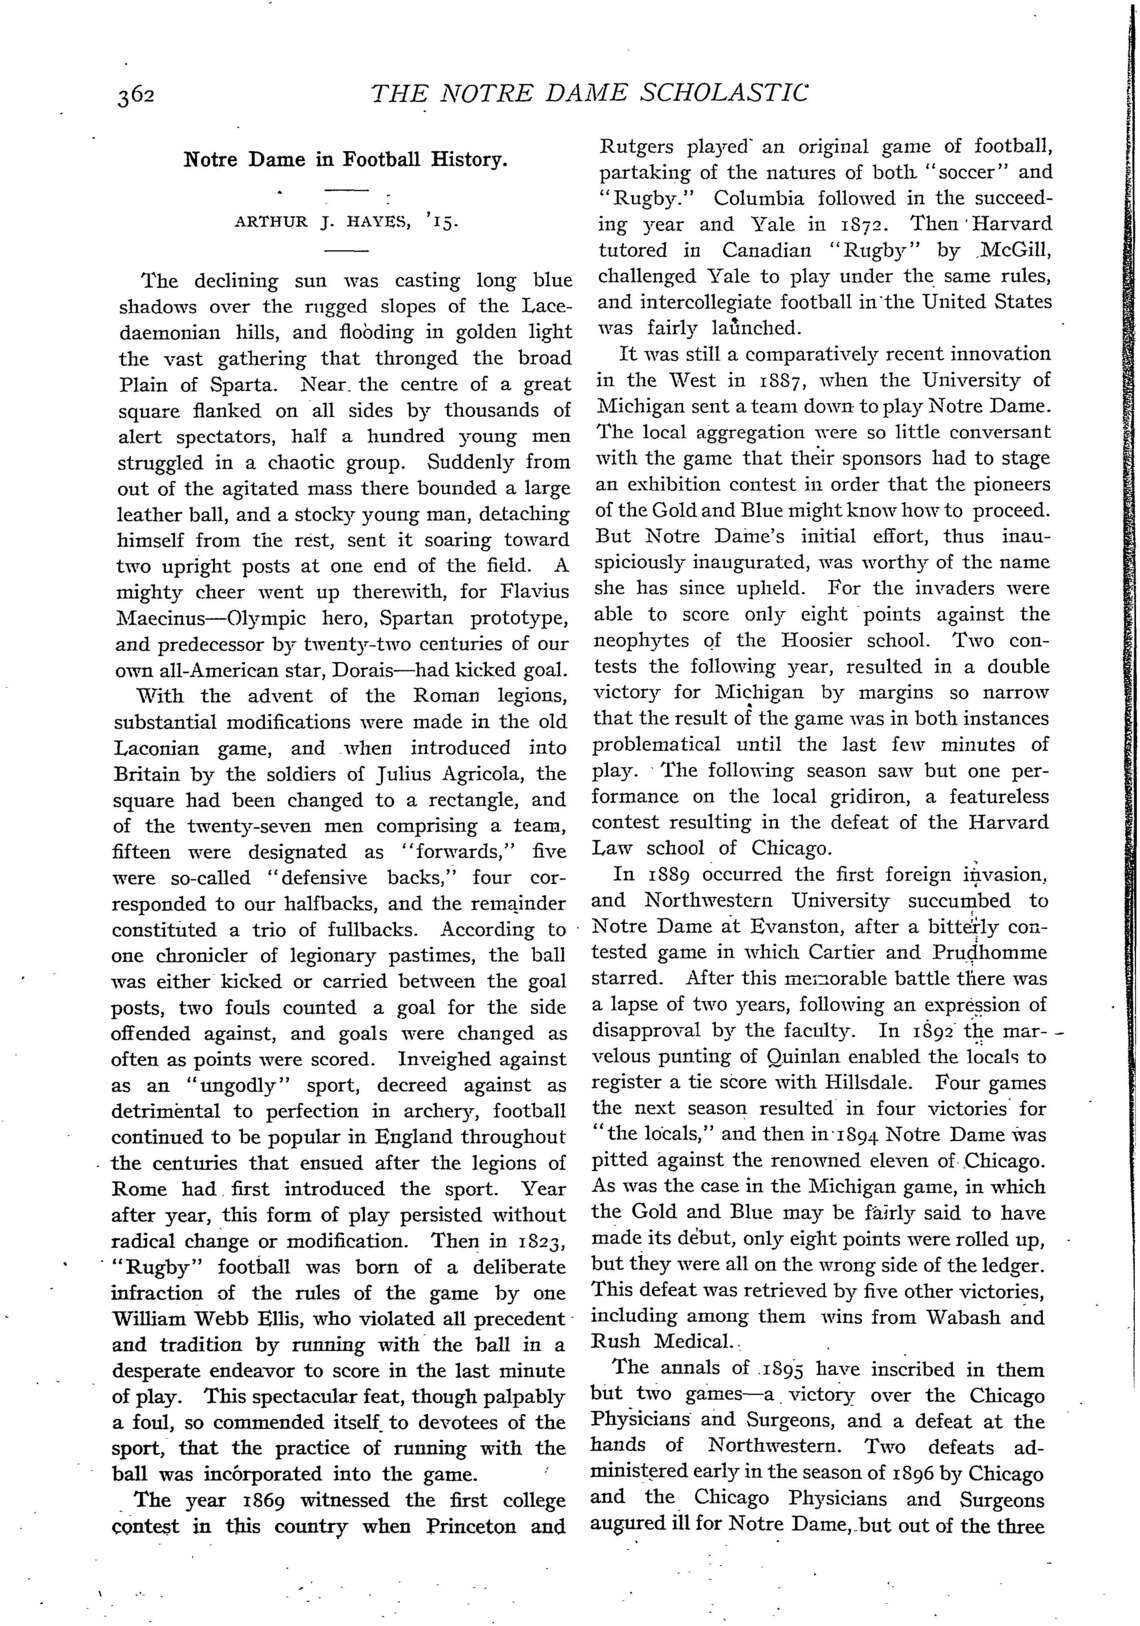 362
THE NOTRE DAME SCHOLASTIC
Notre Dame in Football History.
ARTHUR J. HAYES, '15.
The declining sun was casting long blue
shadows over the rugged slopes of the Lace-
daemonian hills, and flooding in golden light
the vast gathering that thronged the broad
Plain of Sparta. Near the centre of a great
square flanked on all sides by thousands of
alert spectators, half a hundred young men
struggled in a chaotic group. Suddenly from
out of the agitated mass there bounded a large
leather ball, and a stocky young man, detaching
himself from the rest, sent it soaring toward
two upright posts at one end of the field. A
mighty cheer went up therewith, for Flavius
Maecinus—Olympic hero, Spartan prototype,
and predecessor by twenty-two centuries of our
own all-American star, Dorais—had kicked goal.
With the advent of the Roman legions,
substantial modifications were made in the old
Laconian game, and when introduced into
Britain by the soldiers of Julius Agricola, the
square had been changed to a rectangle, and
of the twenty-seven men comprising a team,
fifteen were designated as "forwards," five
were so-called "defensive backs," four cor-
responded to our halfbacks, and the remainder
constituted a trio of fullbacks. According to
one chronicler of legionary pastimes, the ball
was either kicked or carried between the goal
posts, two fouls counted a goal for the side
offended against, and goals were changed as
often as points were scored. Inveighed against
as an "ungodly" sport, decreed against as
detrimental to perfection in archery, football
continued to be popular in England throughout
the centuries that ensued after the legions of
Rome had first introduced the sport. Year
after year, this form of play persisted without
radical change or modification. Then in 1823,
"Rugby" football was born of a deliberate
infraction of the rules of the game by one
William Webb Ellis, who violated all precedent
and tradition by running with the ball in a
desperate endeavor to score in the last minute
of play. This spectacular feat, though palpably
a foul, so commended itself to devotees of the
sport, that the practice of running with the
ball was incorporated into the game.
The year 1869 witnessed the first college
contest in this country when Princeton and
Rutgers played an original game of football,
partaking of the natures of both "soccer" and
"Rugby." Columbia followed in the succeed-
ing year and Yale in 1872. Then Harvard
tutored in Canadian "Rugby" by McGill,
challenged Yale to play under the same rules,
and intercollegiate football in the United States
was fairly launched.
It was still a comparatively recent innovation
in the West in 1887, when the University of
Michigan sent a team down to play Notre Dame.
The local aggregation were so little conversant
with the game that their sponsors had to stage
an exhibition contest in order that the pioneers
of the Gold and Blue might know how to proceed.
But Notre Dame's initial effort, thus inau-
spiciously inaugurated, was worthy of the name
she has since upheld. For the invaders were
able to score only eight points against the
neophytes of the Hoosier school. Two con-
tests the following year, resulted in a double
victory for Michigan by margins so narrow
that the result of the game was in both instances
problematical until the last few minutes of
play. The following season saw but one per-
formance on the local gridiron, a featureless
contest resulting in the defeat of the Harvard
Law school of Chicago.
In 1889 occurred the first foreign invasion,
and Northwestern University succumbed to
Notre Dame at Evanston, after a bitterly con-
tested game in which Cartier and Prudhomme
starred. After this memorable battle there was
a lapse of two years, following an expression of
disapproval by the faculty. In 1892 the mar-
velous punting of Quinlan enabled the locals to
register a tie score with Hillsdale. Four games
the next season resulted in four victories for
"the locals," and then in 1894 Notre Dame was
pitted against the renowned eleven of Chicago.
As was the case in the Michigan game, in which
the Gold and Blue may be fairly said to have
made its debut, only eight points were rolled up,
but they were all on the wrong side of the ledger.
This defeat was retrieved by five other victories,
including among them wins from Wabash and
Rush Medical.
The annals of 1895 have inscribed in them
but two games—a victory over the Chicago
Physicians and Surgeons, and a defeat at the
hands of Northwestern. Two defeats ad-
ministered early in the season of 1896 by Chicago
and the Chicago Physicians and Surgeons
augured ill for Notre Dame, but out of the three